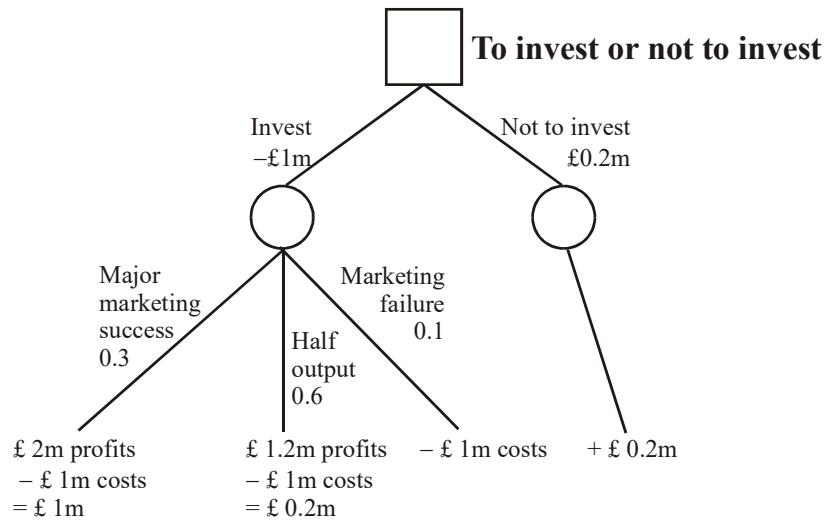 To invest or not to invest
Invest
–£1m
Not to invest
£0.2m
Major
marketing
success
0.3
Half
output
0.6
Marketing
failure
0.1
£ 2m profits
– £ 1m costs
= £ 1m
£ 1.2m profits
– £ 1m costs
= £ 0.2m
– £ 1m costs
+ £ 0.2m